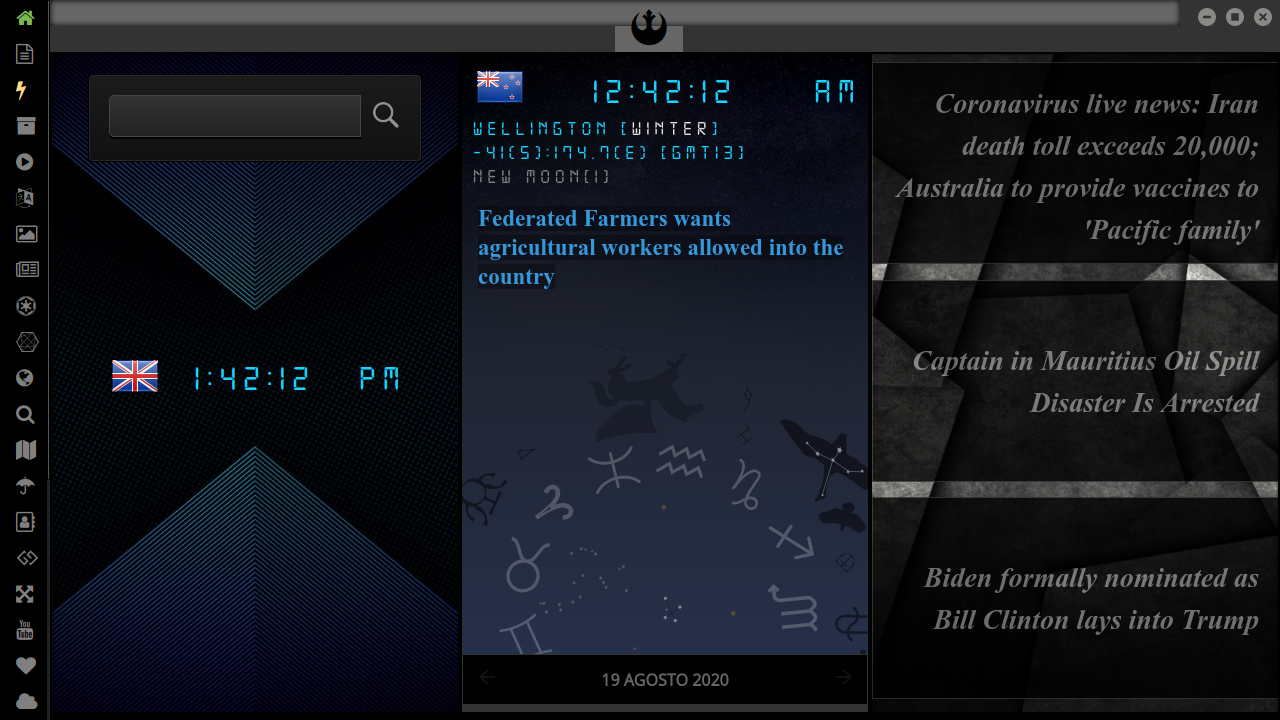 1:42:12 PM
12:42:12 AM
WELLINGTON [WINTER]
-41(S):174.7(E) [GMT13]
NEW MOON[1]
Federated Farmers wants
agricultural workers allowed into the
country
19 AGOSTO 2020
Coronavirus live news: Iran
death toll exceeds 20,000;
Australia to provide vaccines to
'Pacific family'
Captain in Mauritius Oil Spill
Disaster Is Arrested
Biden formally nominated as
Bill Clinton lays into Trump
You
Tube